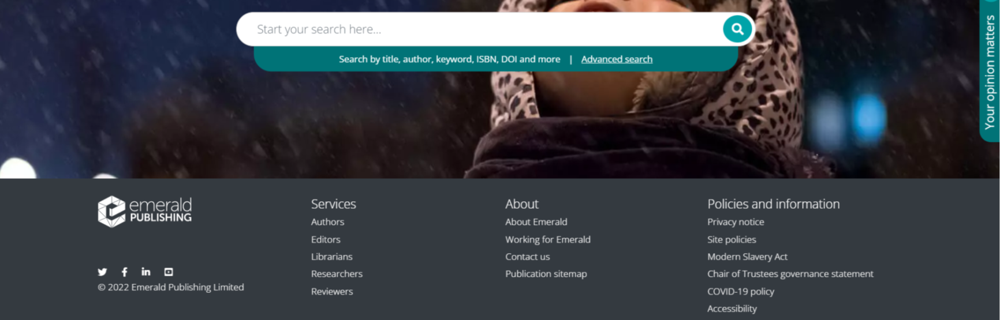 Start your search here...
Search by title, author, keyword, ISBN, DOI and more | Advanced search
Your opinion matters
emerald
PUBLISHING
© 2022 Emerald Publishing Limited
Services
Authors
Editors
Librarians
Researchers
Reviewers
About
About Emerald
Working for Emerald
Contact us
Publication sitemap
Policies and information
Privacy notice
Site policies
Modern Slavery Act
Chair of Trustees governance statement
COVID-19 policy
Accessibility